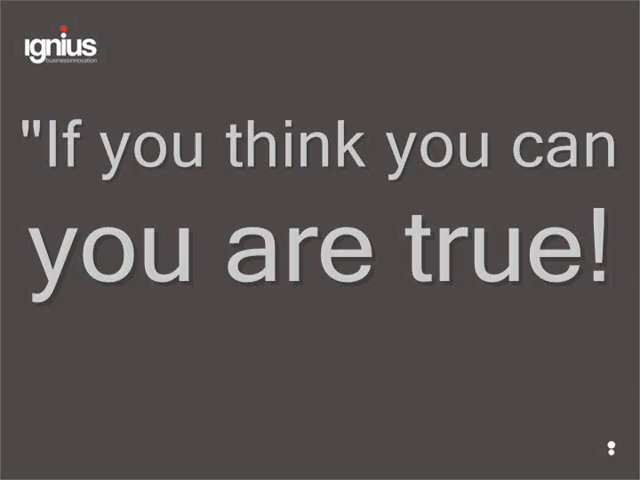 ignius
businessinnovation
"If you think you can
you are true!